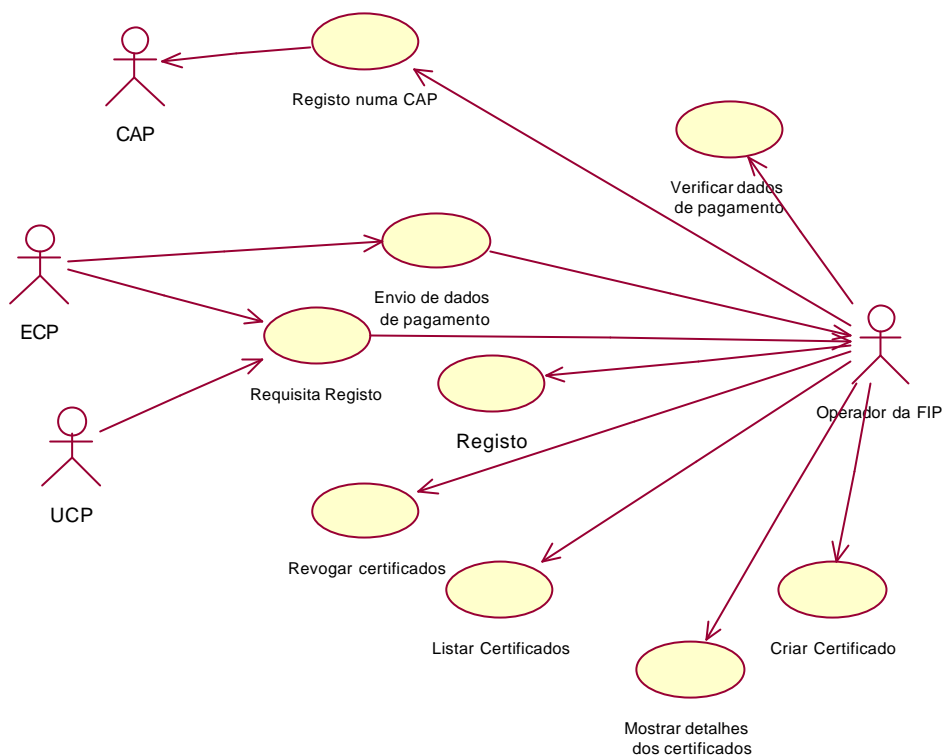 Registo numa CAP
CAP
Verificar dados
de pagamento
Envio de dados
de pagamento
ECP
Requisita Registo
Operador da FIP
Registo
UCP
Revogar certificados
Listar Certificados
Criar Certificado
Mostrar detalhes
dos certificados